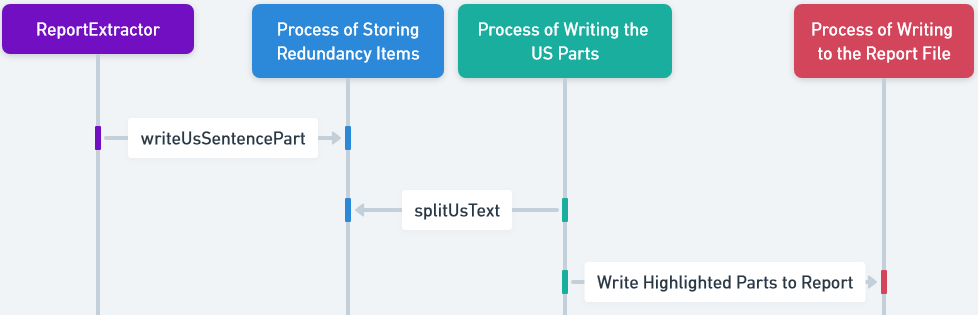 ReportExtractor
Process of Storing
Redundancy Items
Process of Writing the
US Parts
Process of Writing
to the Report File
writeUsSentencePart
splitUsText
Write Highlighted Parts to Report